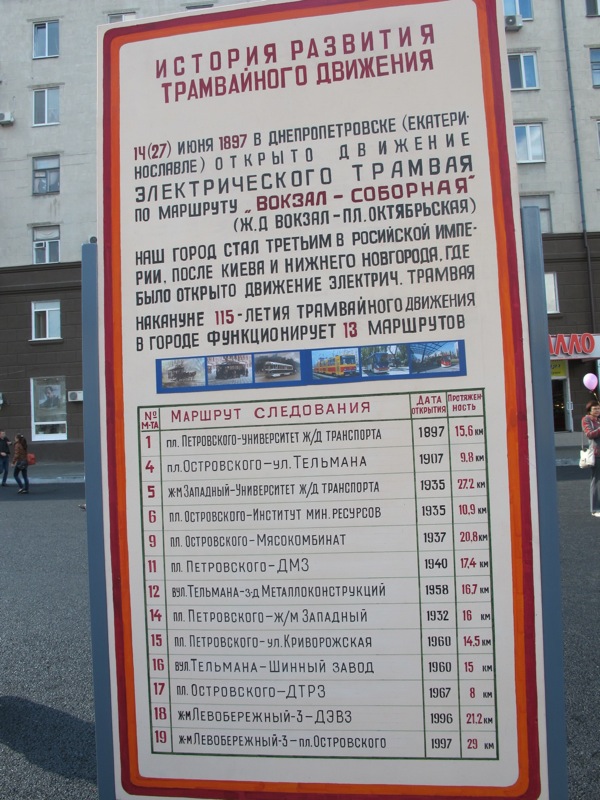 ИСТОРИЯ РАЗВИТИЯ
ТРАМВАЙНОГО ДВИЖЕНИЯ
14(27) ИЮНЯ 1897 В ДНЕПРОПЕТРОВСКЕ (ЕКАТЕРИ-
НОСЛАВЛЕ) ОТКРЫТО ДВИЖЕНИЕ
ЭЛЕКТРИЧЕСКОГО ТРАМВАЯ
ПО МАРШРУТУ „ВОКЗАЛ – СОБОРНАЯ"
(Ж.Д ВОКЗАЛ-ПЛ.ОКТЯБРЬСКАЯ)
НАШ ГОРОД СТАЛ ТРЕТЬИМ В РОСИЙСКОЙ ИМПЕ-
РИИ, ПОСЛЕ КИЕВА И НИЖНЕГО НОВГОРОДА, ГДЕ
БЫЛО ОТКРЫТО ДВИЖЕНИЕ ЭЛЕКТРИЧ. ТРАМВАЯ
НАКАНУНЕ 115-ЛЕТИЯ ТРАМВАЙНОГО ДВИЖЕНИЯ
В ГОРОДЕ ФУНКЦИОНИРУЕТ 13 МАРШРУТОВ
№ М-ТА МАРШРУТ СЛЕДОВАНИЯ ДАТА ОТКРЫТИЯ ПРОТЯЖЕН-НОСТЬ
1 пл. ПЕТРОВСКОГО-УНИВЕРСИТЕТ Ж/Д ТРАНСПОРТА 1897 15,6 км
4 пл.ОСТРОВСКОГО-ул.ТЕЛЬМАНА 1907 9.8 км
5 ж-м ЗАПАДНЫЙ-УНИВЕРСИТЕТ Ж/Д ТРАНСПОРТА 1935 27.2 км
6 пл. ОСТРОВСКОГО-ИНСТИТУТ МИН.РЕСУРСОВ 1935 10,9 км
9 пл. ОСТРОВСКОГО-МЯСОКОМБИНАТ 1937 20,8 км
11 пл. ПЕТРОВСКОГО-ДМЗ 1940 17,4 км
12 вул.ТЕЛЬМАНА-з-д МЕТАЛЛОКОНСТРУКЦИЙ 1958 16,7 км
14 пл. ПЕТРОВСКОГО-ж/м ЗАПАДНЫЙ 1932 16 км
15 пл. ПЕТРОВСКОГО-ул.КРИВОРОЖСКАЯ 1960 14,5 км
16 вул.ТЕЛЬМАНА-ШИННЫЙ ЗАВОД 1960 15 км
17 пл. ОСТРОВСКОГО-ДТРЗ 1967 8 км
18 ж-м ЛЕВОБЕРЕЖНЫЙ-3-ДЭВЗ 1996 21,2 км
19 ж-м ЛЕВОБЕРЕЖНЫЙ-3-пл.ОСТРОВСКОГО 1997 29 км